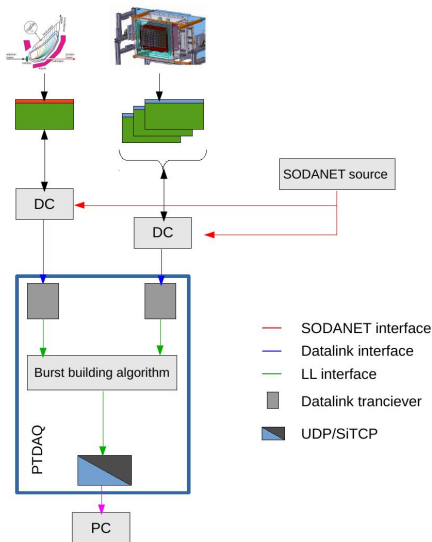 SODANET source
DC
DC
Burst building algorithm
PTDAQ
PC
SODANET interface
Datalink interface
LL interface
Datalink tranciever
UDP/SiTCP